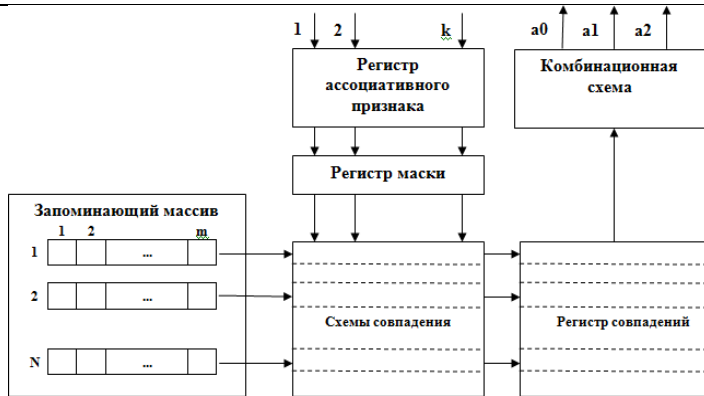 1 2 k
a0 a1 a2
Регистр
ассоциативного
признака
Комбинационная
схема
Регистр маски
Запоминающий массив
1 2 m
1 ...
2 ...
N ...
Схемы совпадения
Регистр совпадений